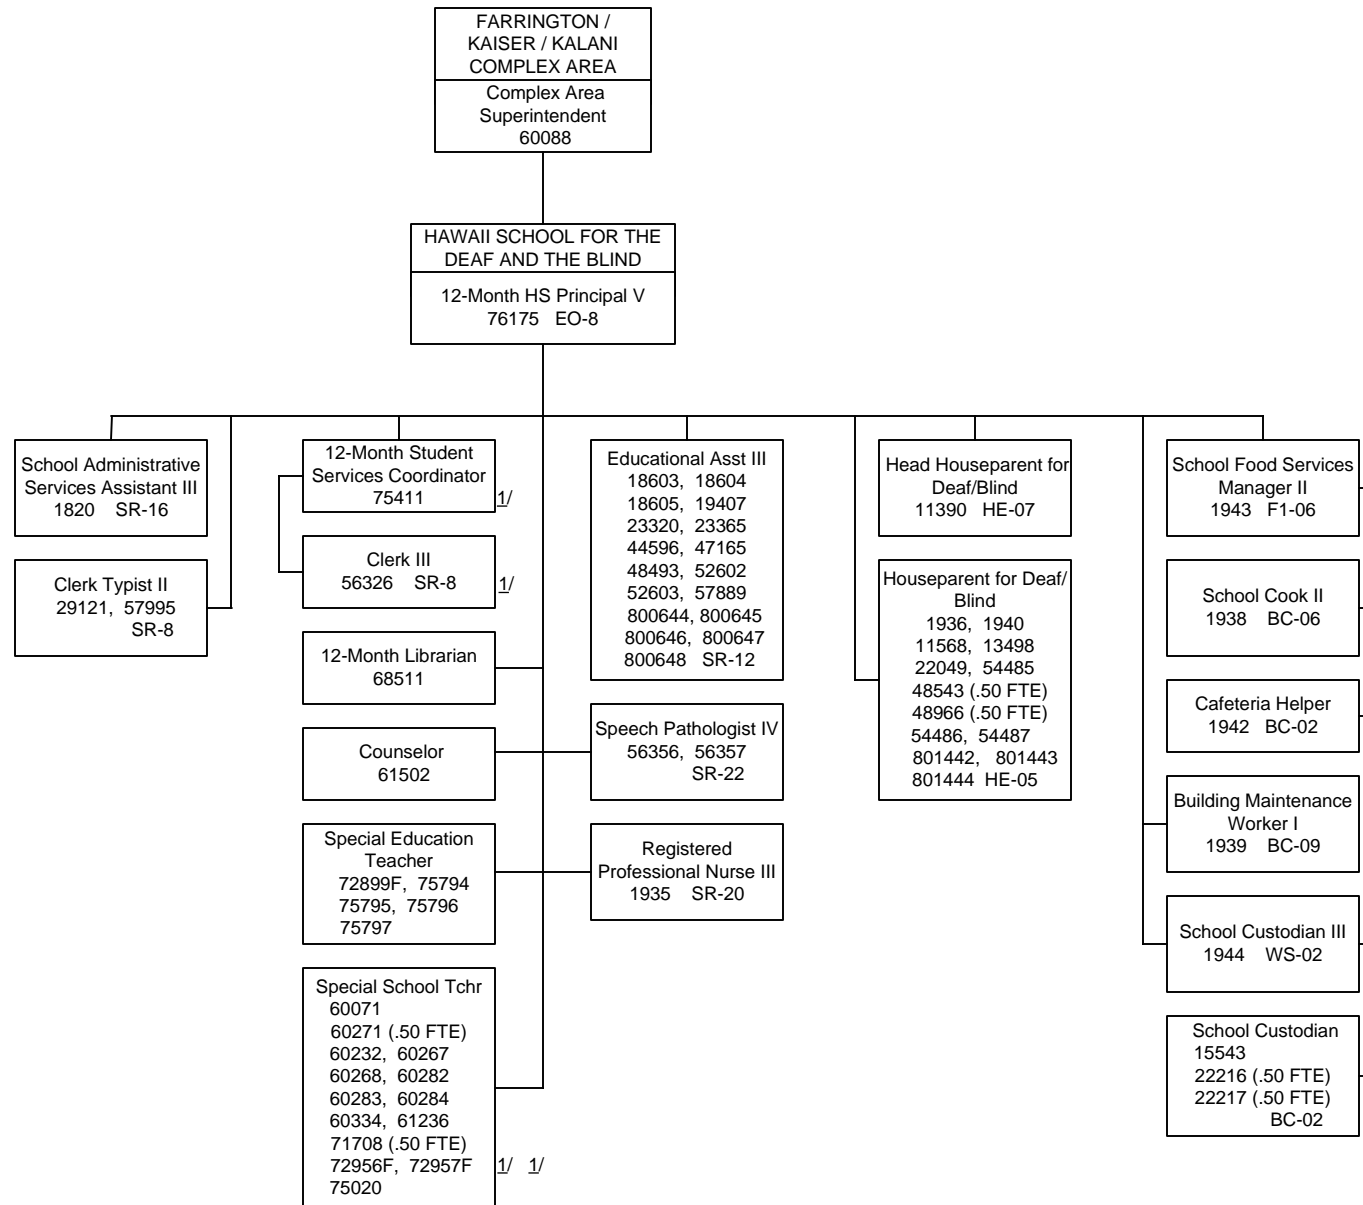 FARRINGTON /
KAISER / KALANI
COMPLEX AREA
Complex Area
Superintendent
60088
HAWAII SCHOOL FOR THE
DEAF AND THE BLIND
12-Month HS Principal V
76175 EO-8
School Administrative
Services Assistant III
1820 SR-16
Clerk Typist II
29121, 57995
SR-8
12-Month Student
Services Coordinator
75411
1/
Clerk III
56326 SR-8
1/
12-Month Librarian
68511
Counselor
61502
Special Education
Teacher
72899F, 75794
75795, 75796
75797
Special School Tchr
60071
60271 (.50 FTE)
60232, 60267
60268, 60282
60283, 60284
60334, 61236
71708 (.50 FTE)
72956F, 72957F
1/ 1/
75020
Educational Asst III
18603, 18604
18605, 19407
23320, 23365
44596, 47165
48493, 52602
52603, 57889
800644, 800645
800646, 800647
800648 SR-12
Speech Pathologist IV
56356, 56357
SR-22
Registered
Professional Nurse III
1935 SR-20
Head Houseparent for
Deaf/Blind
11390 HE-07
Houseparent for Deaf/
Blind
1936, 1940
11568, 13498
22049, 54485
48543 (.50 FTE)
48966 (.50 FTE)
54486, 54487
801442, 801443
801444 HE-05
School Food Services
Manager II
1943 F1-06
School Cook II
1938 BC-06
Cafeteria Helper
1942 BC-02
Building Maintenance
Worker I
1939 BC-09
School Custodian III
1944 WS-02
School Custodian
15543
22216 (.50 FTE)
22217 (.50 FTE)
BC-02